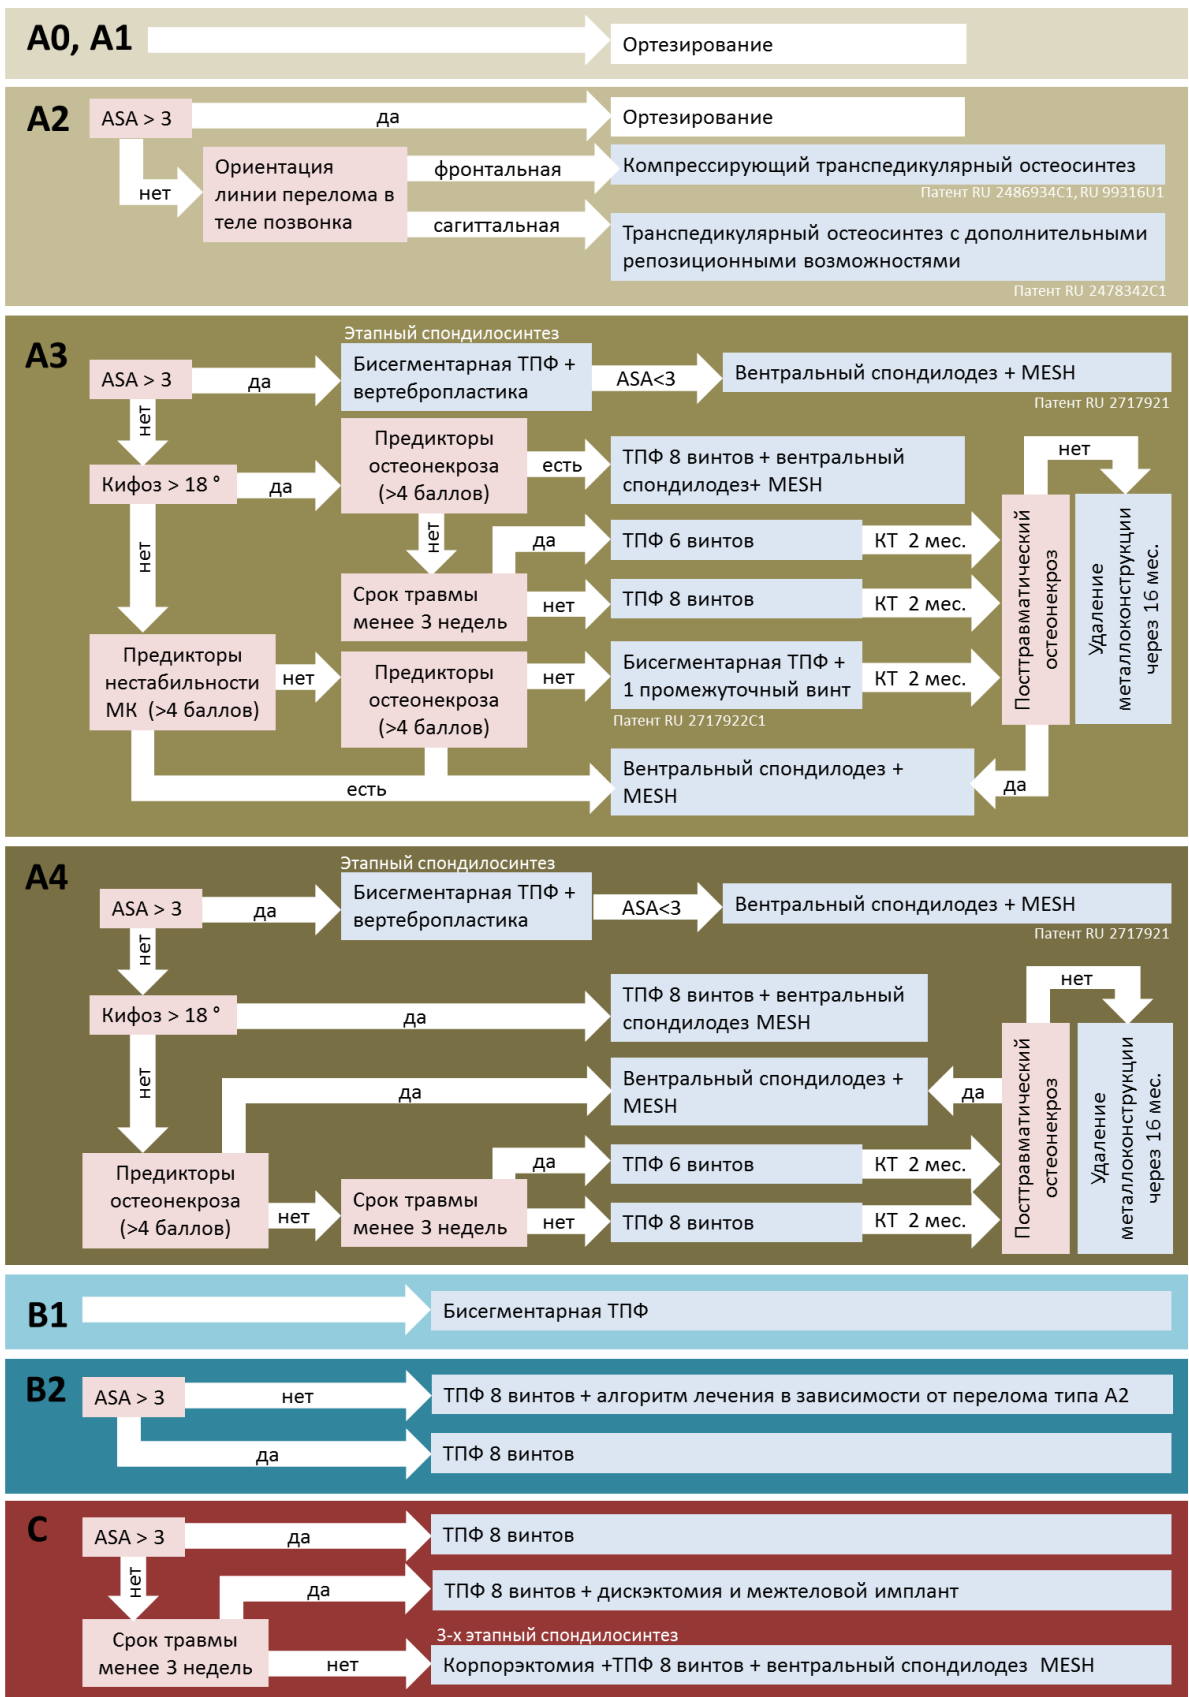 A0, A1
Ортезирование
A2
ASA > 3
да
Ортезирование
нет
Ориентация
линии перелома в
теле позвонка
фронтальная
Компрессирующий транспедикулярный остеосинтез
Патент RU 2486934C1, RU 99316U1
сагиттальная
Транспедикулярный остеосинтез с дополнительными
репозиционными возможностями
Патент RU 2478342C1
A3
Этапный спондилосинтез
ASA > 3
да
Бисегментарная ТПФ +
вертебропластика
ASA<3
Вентральный спондилодез + MESH
Патент RU 2717921
нет
Кифоз > 18 °
да
Предикторы
остеонекроза
(>4 баллов)
есть
ТПФ 8 винтов + вентральный
спондилодез+ MESH
нет
нет
Срок травмы
менее 3 недель
да
ТПФ 6 винтов
КТ 2 мес.
нет
ТПФ 8 винтов
КТ 2 мес.
нет
Предикторы
нестабильности
МК (>4 баллов)
нет
Предикторы
остеонекроза
(>4 баллов)
нет
Бисегментарная ТПФ +
1 промежуточный винт
Патент RU 2717922C1
КТ 2 мес.
Посттравматический
остеонекроз
Удаление
металлоконструкции
через 16 мес.
есть
Вентральный спондилодез +
MESH
да
A4
Этапный спондилосинтез
ASA > 3
да
Бисегментарная ТПФ +
вертебропластика
ASA<3
Вентральный спондилодез + MESH
Патент RU 2717921
нет
Кифоз > 18 °
да
ТПФ 8 винтов + вентральный
спондилодез MESH
нет
нет
да
Вентральный спондилодез +
MESH
да
Предикторы
остеонекроза
(>4 баллов)
нет
Срок травмы
менее 3 недель
да
ТПФ 6 винтов
КТ 2 мес.
нет
ТПФ 8 винтов
КТ 2 мес.
Посттравматический
остеонекроз
Удаление
металлоконструкции
через 16 мес.
B1
Бисегментарная ТПФ
B2
ASA > 3
нет
ТПФ 8 винтов + алгоритм лечения в зависимости от перелома типа А2
да
ТПФ 8 винтов
C
ASA > 3
да
ТПФ 8 винтов
нет
да
ТПФ 8 винтов + дискэктомия и межтеловой имплант
Срок травмы
менее 3 недель
нет
3-х этапный спондилосинтез
Корпорэктомия +ТПФ 8 винтов + вентральный спондилодез MESH